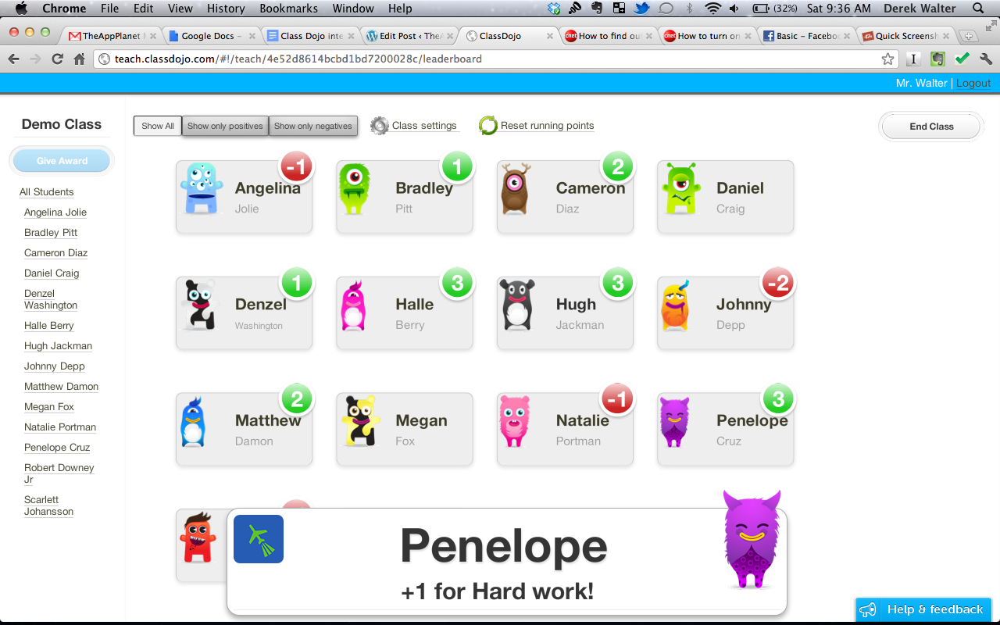 Chrome File Edit View History Bookmarks Window Help (32%) Sat 9:36 AM Derek Walter
TheAppPlanet Google Docs – Class Dojo inte Edit Post ‹ The ClassDojo How to find ou How to turn on Basic – Facebo Quick Screensh
teach.classdojo.com/#!/teach/4e52d8614bcbd1bd7200028c/leaderboard
Mr. Walter | Logout
Demo Class
Give Award
All Students
Angelina Jolie
Bradley Pitt
Cameron Diaz
Daniel Craig
Denzel
Washington
Halle Berry
Hugh Jackman
Johnny Depp
Matthew Damon
Megan Fox
Natalie Portman
Penelope Cruz
Robert Downey
Jr
Scarlett
Johansson
Show All Show only positives Show only negatives Class settings Reset running points End Class
-1 1 2
Angelina Bradley Cameron Daniel
Jolie Pitt Diaz Craig
1 3 3 -2
Denzel Halle Hugh Johnny
Washington Berry Jackman Depp
2 -1 3
Matthew Megan Natalie Penelope
Damon Fox Portman Cruz
Penelope
+1 for Hard work!
Help & feedback